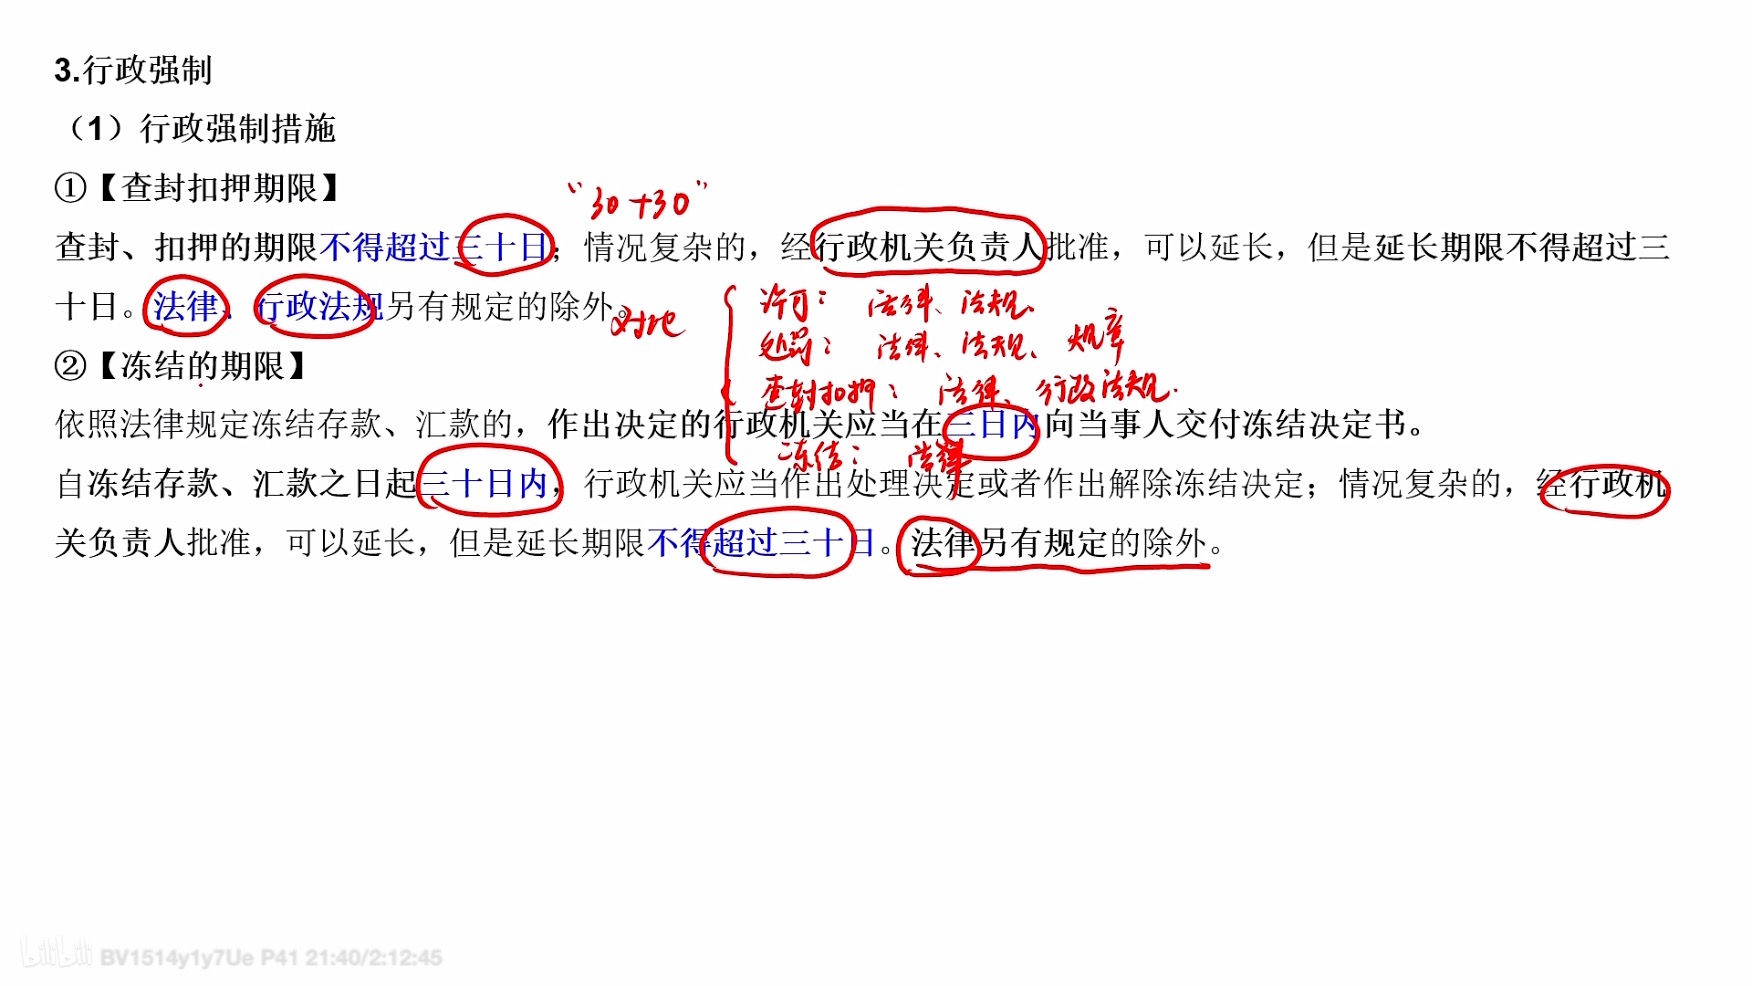 3.行政强制
（1）行政强制措施
①【查封扣押期限】
“30+30”
查封、扣押的期限不得超过三十日；情况复杂的，经行政机关负责人批准，可以延长，但是延长期限不得超过三
十日。法律、行政法规另有规定的除外。
对比
许可：法律、法规.
处罚：法律、法规、规章
查封扣押：法律、行政法规.
冻结：法律
②【冻结的期限】
依照法律规定冻结存款、汇款的，作出决定的行政机关应当在三日内向当事人交付冻结决定书。
自冻结存款、汇款之日起三十日内，行政机关应当作出处理决定或者作出解除冻结决定；情况复杂的，经行政机
关负责人批准，可以延长，但是延长期限不得超过三十日。法律另有规定的除外。
bilibili BV1514y1y7Ue P41 21:40/2:12:45